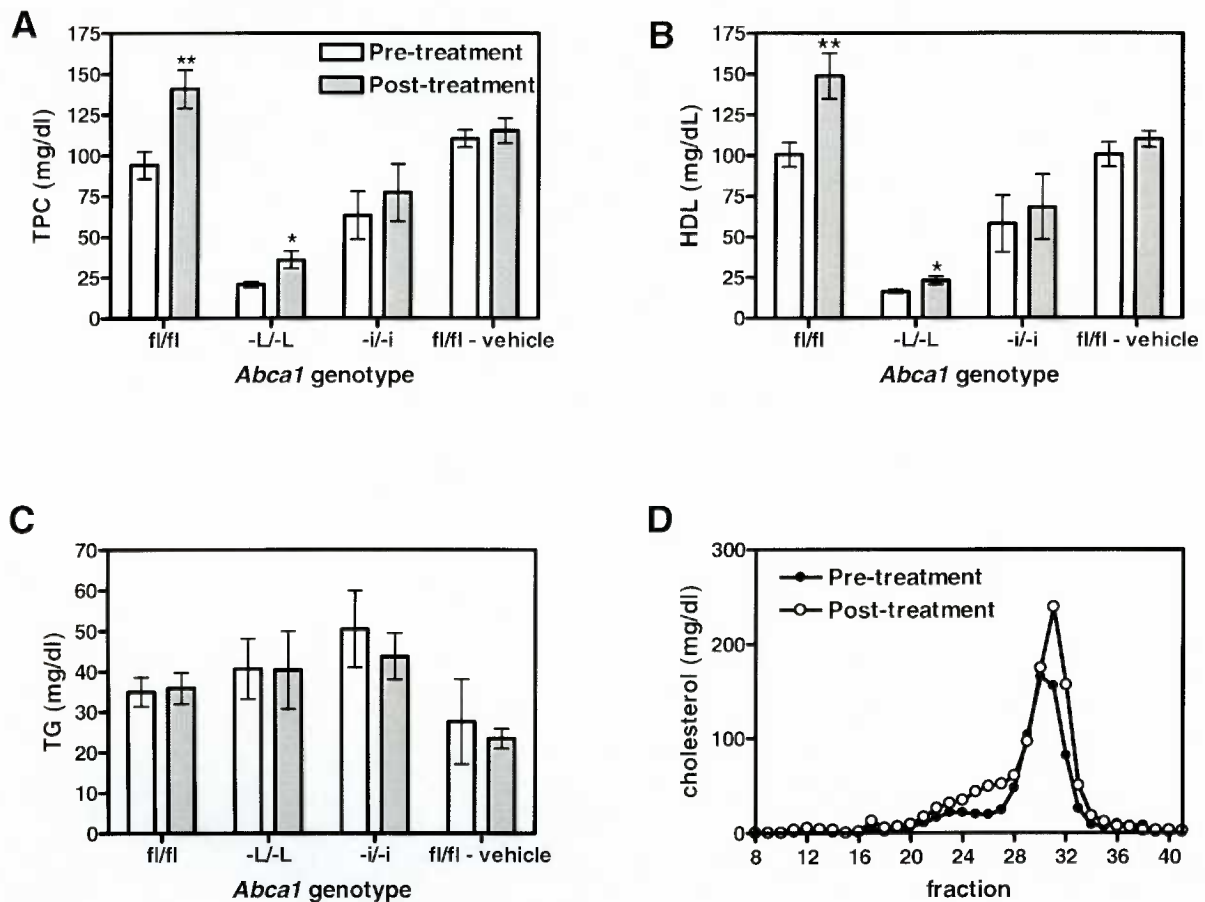 A
TPC (mg/dl)
175
150
125
100
75
50
25
0
Pre-treatment
Post-treatment
**
*
fl/fl
-L/-L
-i/-i
fl/fl - vehicle
Abca1 genotype
B
HDL (mg/dL)
175
150
125
100
75
50
25
0
**
*
fl/fl
-L/-L
-i/-i
fl/fl - vehicle
Abca1 genotype
C
TG (mg/dl)
70
60
50
40
30
20
10
0
fl/fl
-L/-L
-i/-i
fl/fl - vehicle
Abca1 genotype
D
cholesterol (mg/dl)
300
200
100
0
Pre-treatment
Post-treatment
8
12
16
20
24
28
32
36
40
fraction